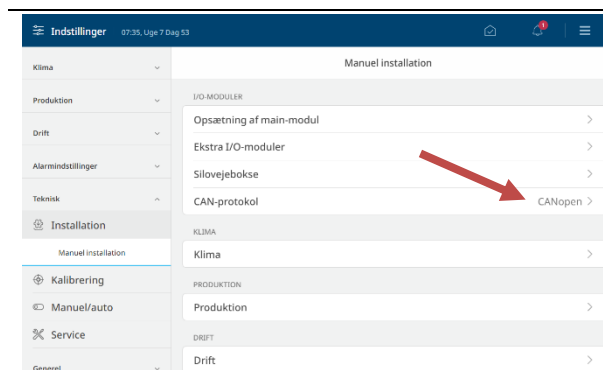 Indstillinger 07:35, Uge 7 Dag 53
1
Klima
Produktion
Drift
Alarmindstillinger
Teknisk
Installation
Manuel installation
Kalibrering
Manuel/auto
Service
Generel
Manuel installation
I/O-MODULER
Opsætning af main-modul
Ekstra I/O-moduler
Silovejebokse
CAN-protokol CANopen
KLIMA
Klima
PRODUKTION
Produktion
DRIFT
Drift